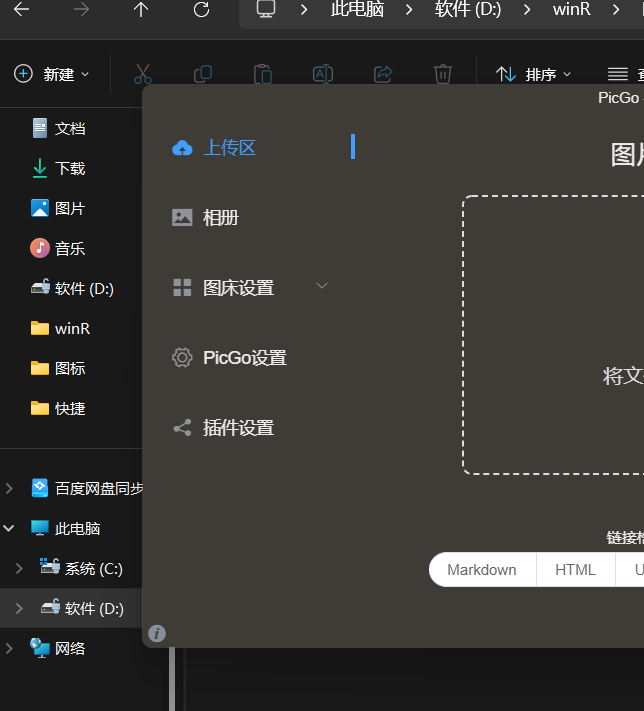 此电脑 软件 (D:) winR
新建 排序
PicGo
文档
下载
图片
音乐
软件 (D:)
winR
图标
快捷
百度网盘同步
此电脑
系统 (C:)
软件 (D:)
网络
上传区
相册
图床设置
PicGo设置
插件设置
图片
将文
链接格
Markdown HTML U